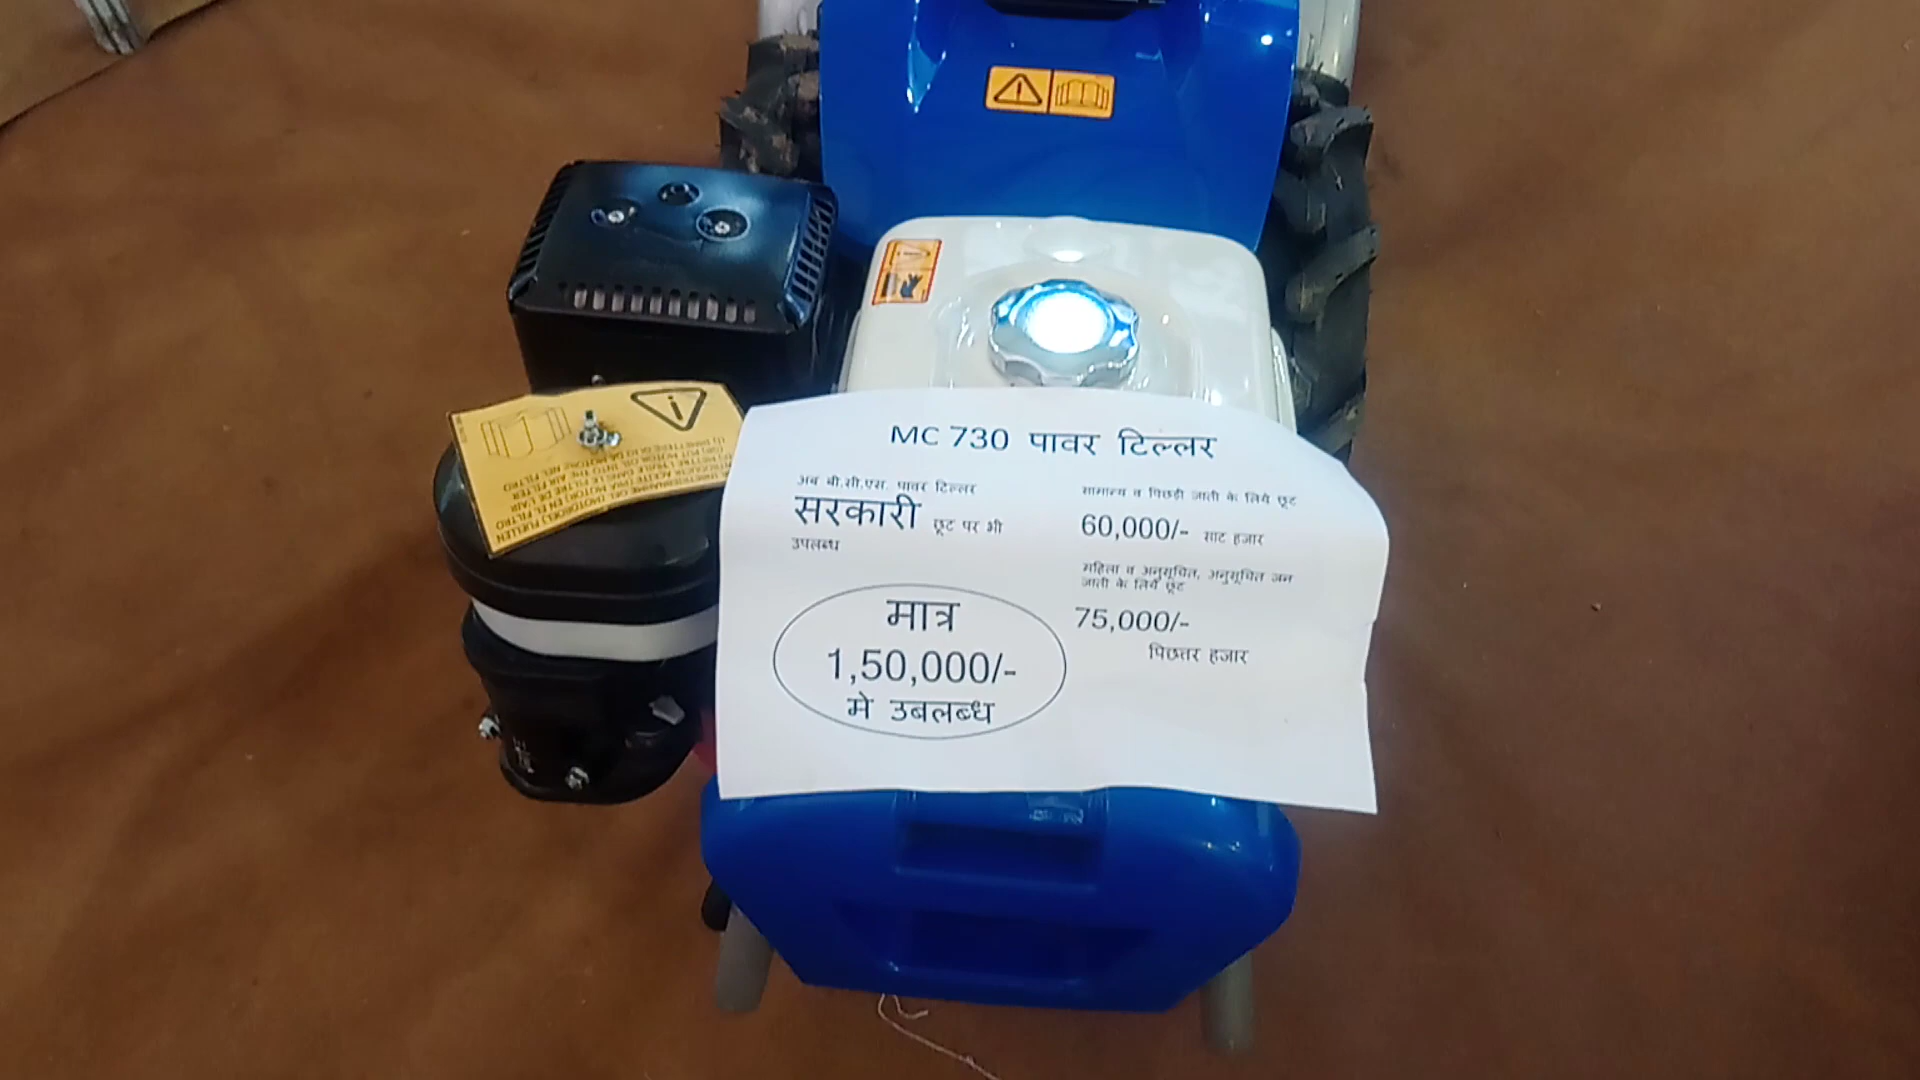 MC 730 पावर टिल्लर
अब बी.सी.एस. पावर टिल्लर
सरकारी छूट पर भी
उपलब्ध
मात्र
1,50,000/-
मे उबलब्ध
सामान्य व पिछड़ी जाती के लिये छूट
60,000/- साट हजार
महिला व अनुसूचित, अनुसूचित जन
जाती के लिये छूट
75,000/-
पिछत्तर हजार